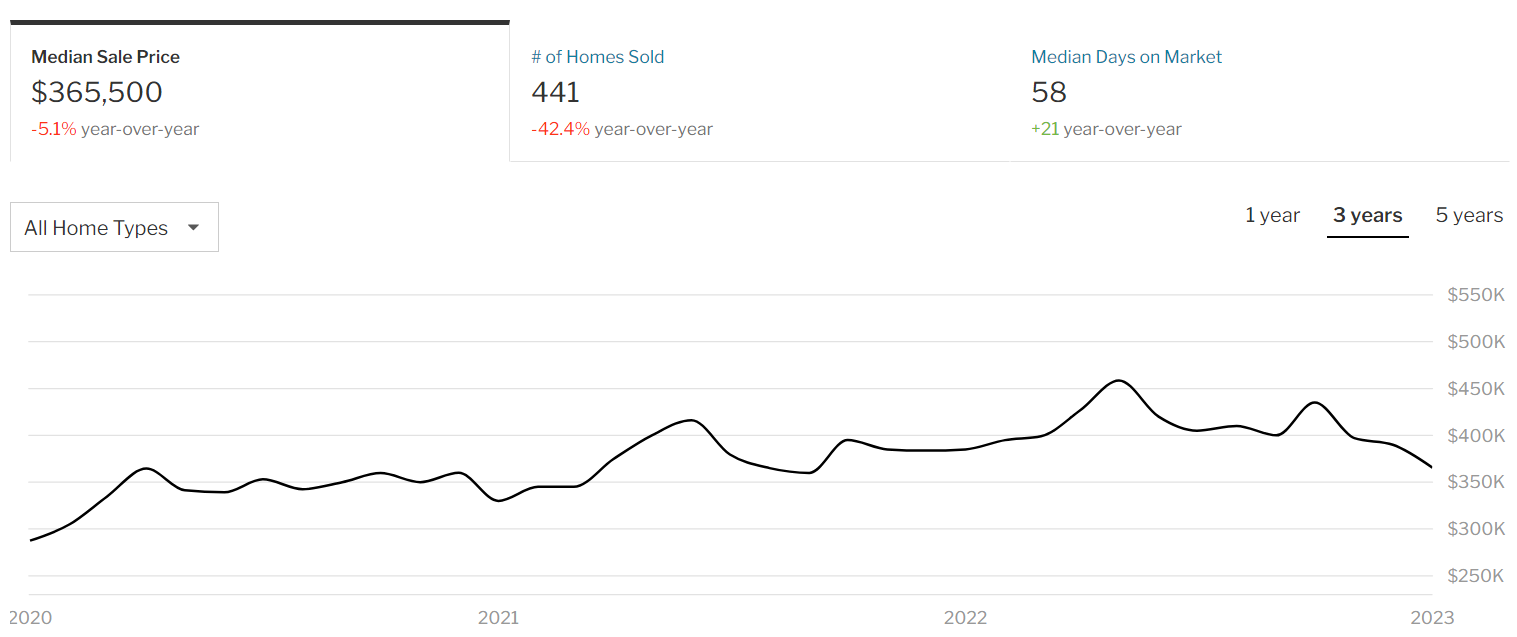 Median Sale Price
$365,500
-5.1% year-over-year
# of Homes Sold
441
-42.4% year-over-year
Median Days on Market
58
+21 year-over-year
All Home Types
1 year 3 years 5 years
$550K
$500K
$450K
$400K
$350K
$300K
$250K
2020 2021 2022 2023